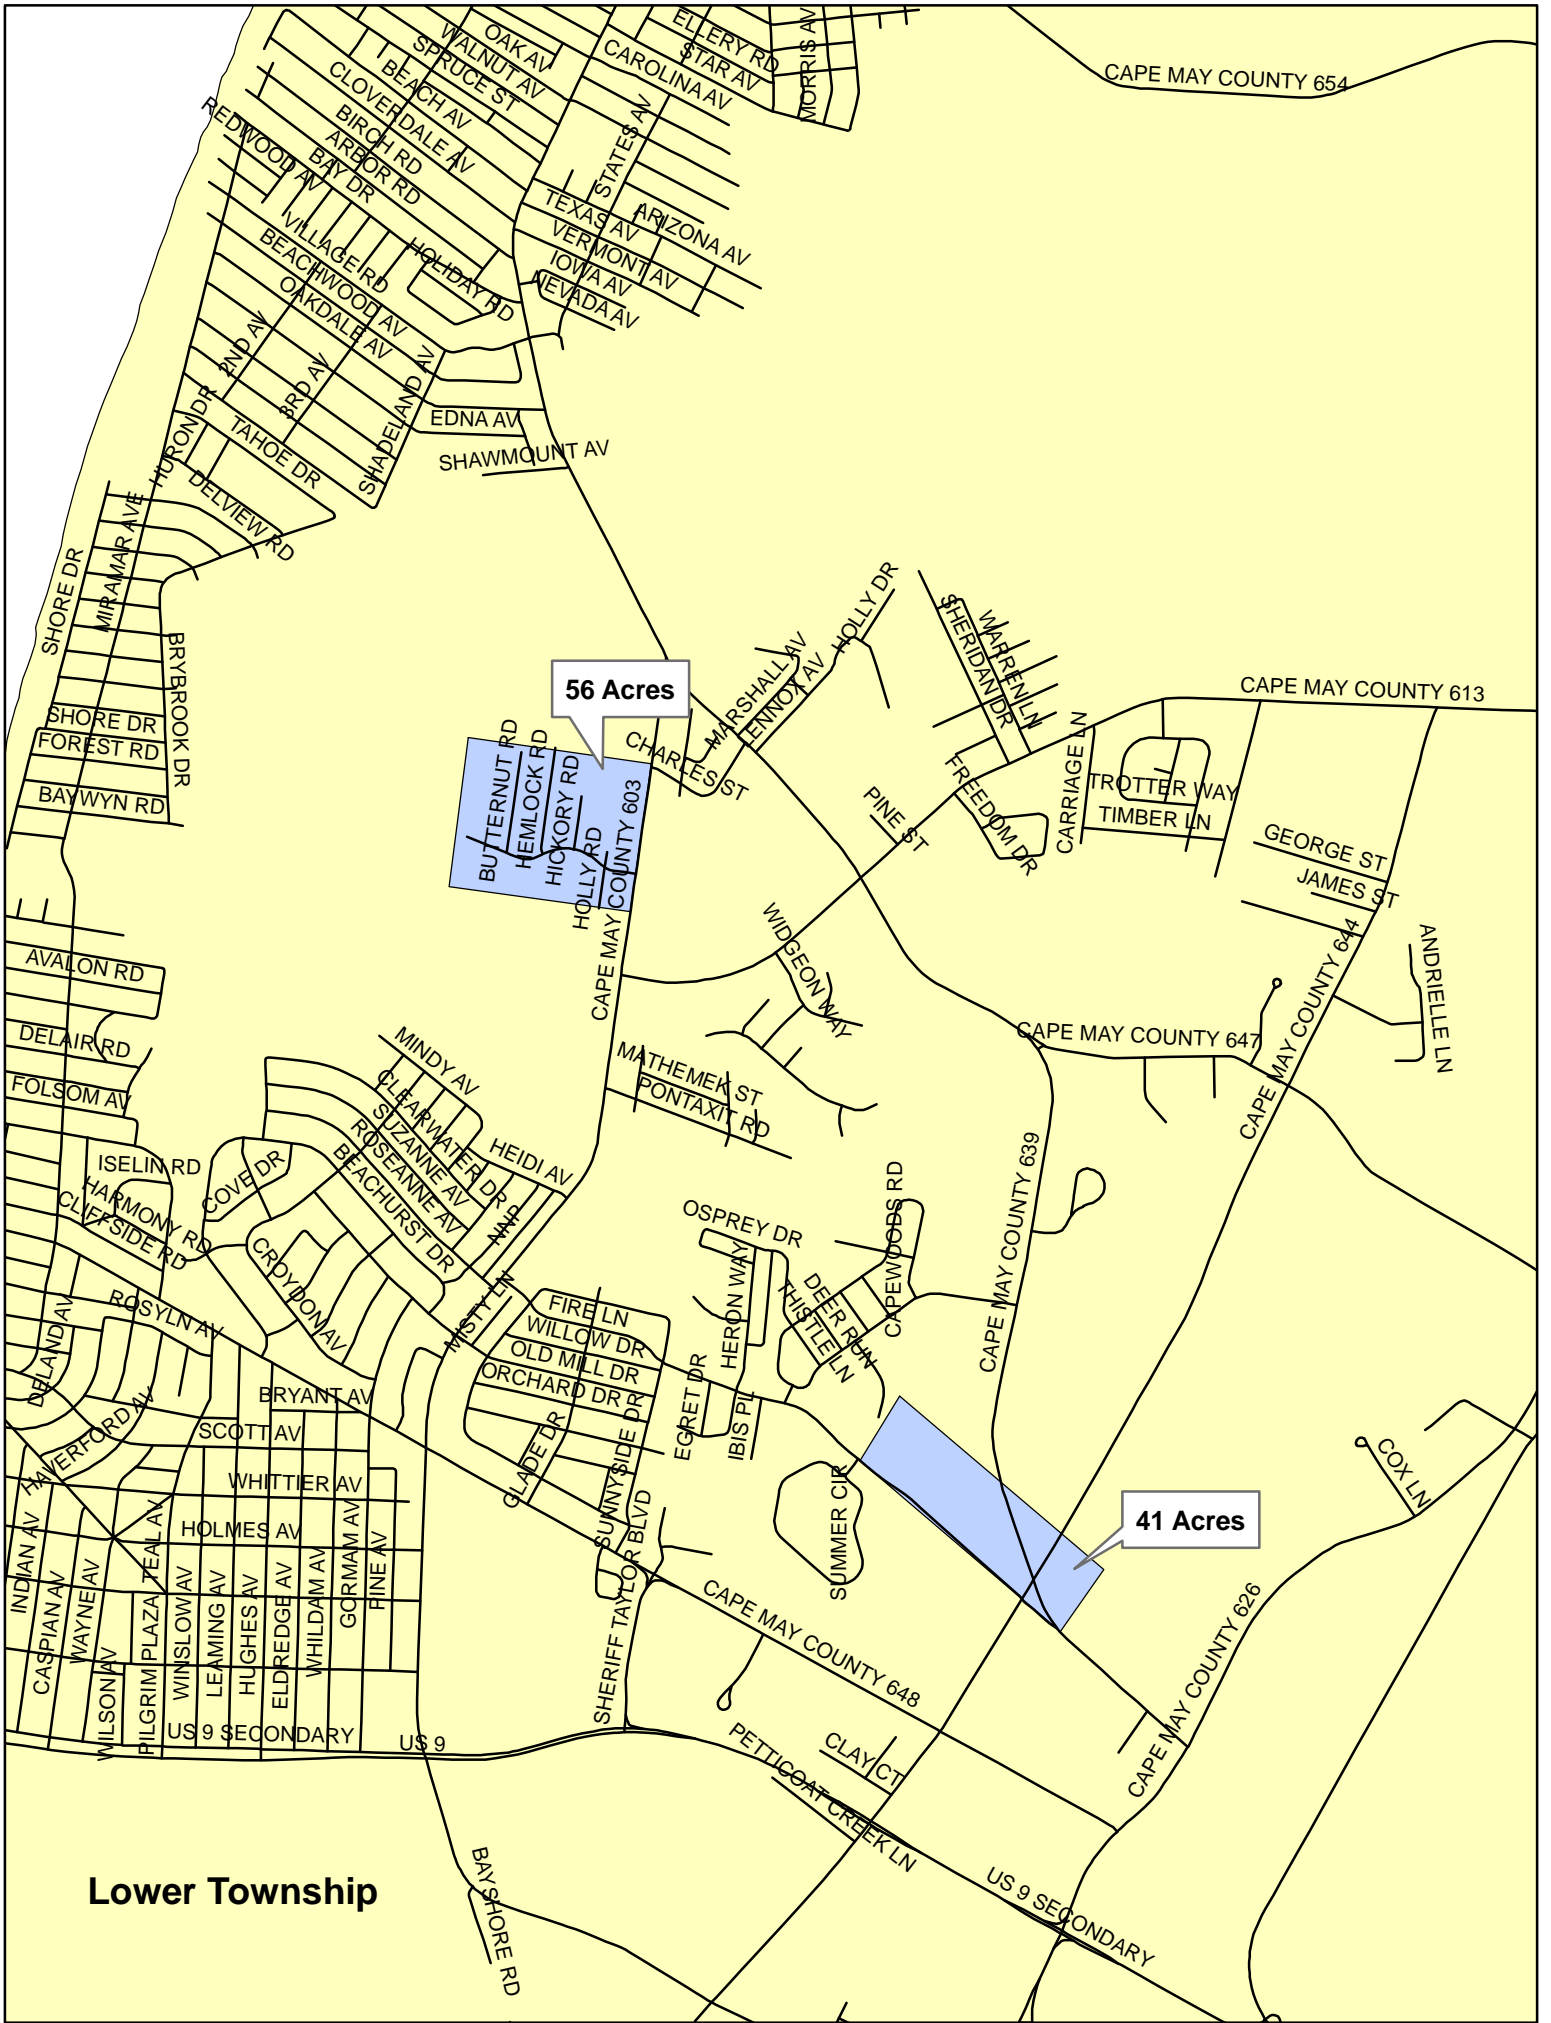 OAK AV
WALNUT AV
SPRUCE ST
BEACH AV
CLOVERDALE AV
BIRCH RD
ARBOR RD
BAY DR
REDWOOD AV
ELLERY RD
STAR AV
CAROLINA AV
MORRIS AV
CAPE MAY COUNTY 654
STATES AV
TEXAS AV
ARIZONA AV
VERMONT AV
IOWA AV
NEVADA AV
VILLAGE RD
HOLIDAY RD
BEACHWOOD AV
OAKDALE AV
2ND AV
3RD AV
HURON DR
TAHOE DR
SHADELAND AV
EDNA AV
SHAWMOUNT AV
DELVIEW RD
MIRAMAR AVE
SHORE DR
BRYBROOK DR
SHORE DR
FOREST RD
BAYWYN RD
56 Acres
BUTTERNUT RD
HEMLOCK RD
HICKORY RD
HOLLY RD
CAPE MAY COUNTY 603
CHARLES ST
MARSHALL AV
LENNOX AV
HOLLY DR
SHERIDAN DR
WARREN LN
CAPE MAY COUNTY 613
CARRIAGE LN
TROTTER WAY
TIMBER LN
FREEDOM DR
PINE ST
GEORGE ST
JAMES ST
CAPE MAY COUNTY 644
ANDRIELLE LN
WIDGEON WAY
CAPE MAY COUNTY 647
AVALON RD
DELAIR RD
FOLSOM AV
MINDY AV
CLEARWATER DR
SUZANNE AV
ROSEANNE AV
BEACHURST DR
HEIDI AV
NNP
MATHEMEK ST
PONTAXIT RD
CAPE MAY COUNTY 639
ISELIN RD
HARMONY RD
CLIFFSIDE RD
COVE DR
CROYDON AV
OSPREY DR
CAPEWOODS RD
HERON WAY
DEER RUN
THISTLE LN
MISTY LN
FIRE LN
WILLOW DR
OLD MILL DR
ORCHARD DR
ROSYLN AV
DELAND AV
HAVERFORD AV
BRYANT AV
SCOTT AV
WHITTIER AV
HOLMES AV
GLADE DR
SUNNYSIDE DR
EGRET DR
IBIS PL
SUMMER CIR
COX LN
41 Acres
INDIAN AV
CASPIAN AV
WAYNE AV
WILSON AV
PILGRIM PLAZA
TEAL AV
WINSLOW AV
LEAMING AV
HUGHES AV
ELDREDGE AV
WHILDAM AV
GORMAM AV
PINE AV
SHERIFF TAYLOR BLVD
CAPE MAY COUNTY 648
CAPE MAY COUNTY 626
US 9 SECONDARY
US 9
PETTICOAT CREEK LN
CLAY CT
BAYSHORE RD
US 9 SECONDARY
Lower Township